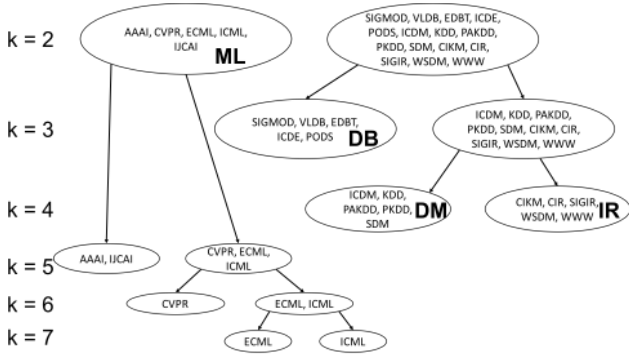 k = 2
AAAI, CVPR, ECML, ICML,
IJCAI
ML
SIGMOD, VLDB, EDBT, ICDE,
PODS, ICDM, KDD, PAKDD,
PKDD, SDM, CIKM, CIR,
SIGIR, WSDM, WWW
k = 3
SIGMOD, VLDB, EDBT,
ICDE, PODS
DB
ICDM, KDD, PAKDD,
PKDD, SDM, CIKM, CIR,
SIGIR, WSDM, WWW
k = 4
ICDM, KDD,
PAKDD, PKDD,
SDM
DM
CIKM, CIR, SIGIR,
WSDM, WWW
IR
k = 5
AAAI, IJCAI
CVPR, ECML,
ICML
k = 6
CVPR
ECML, ICML
k = 7
ECML
ICML